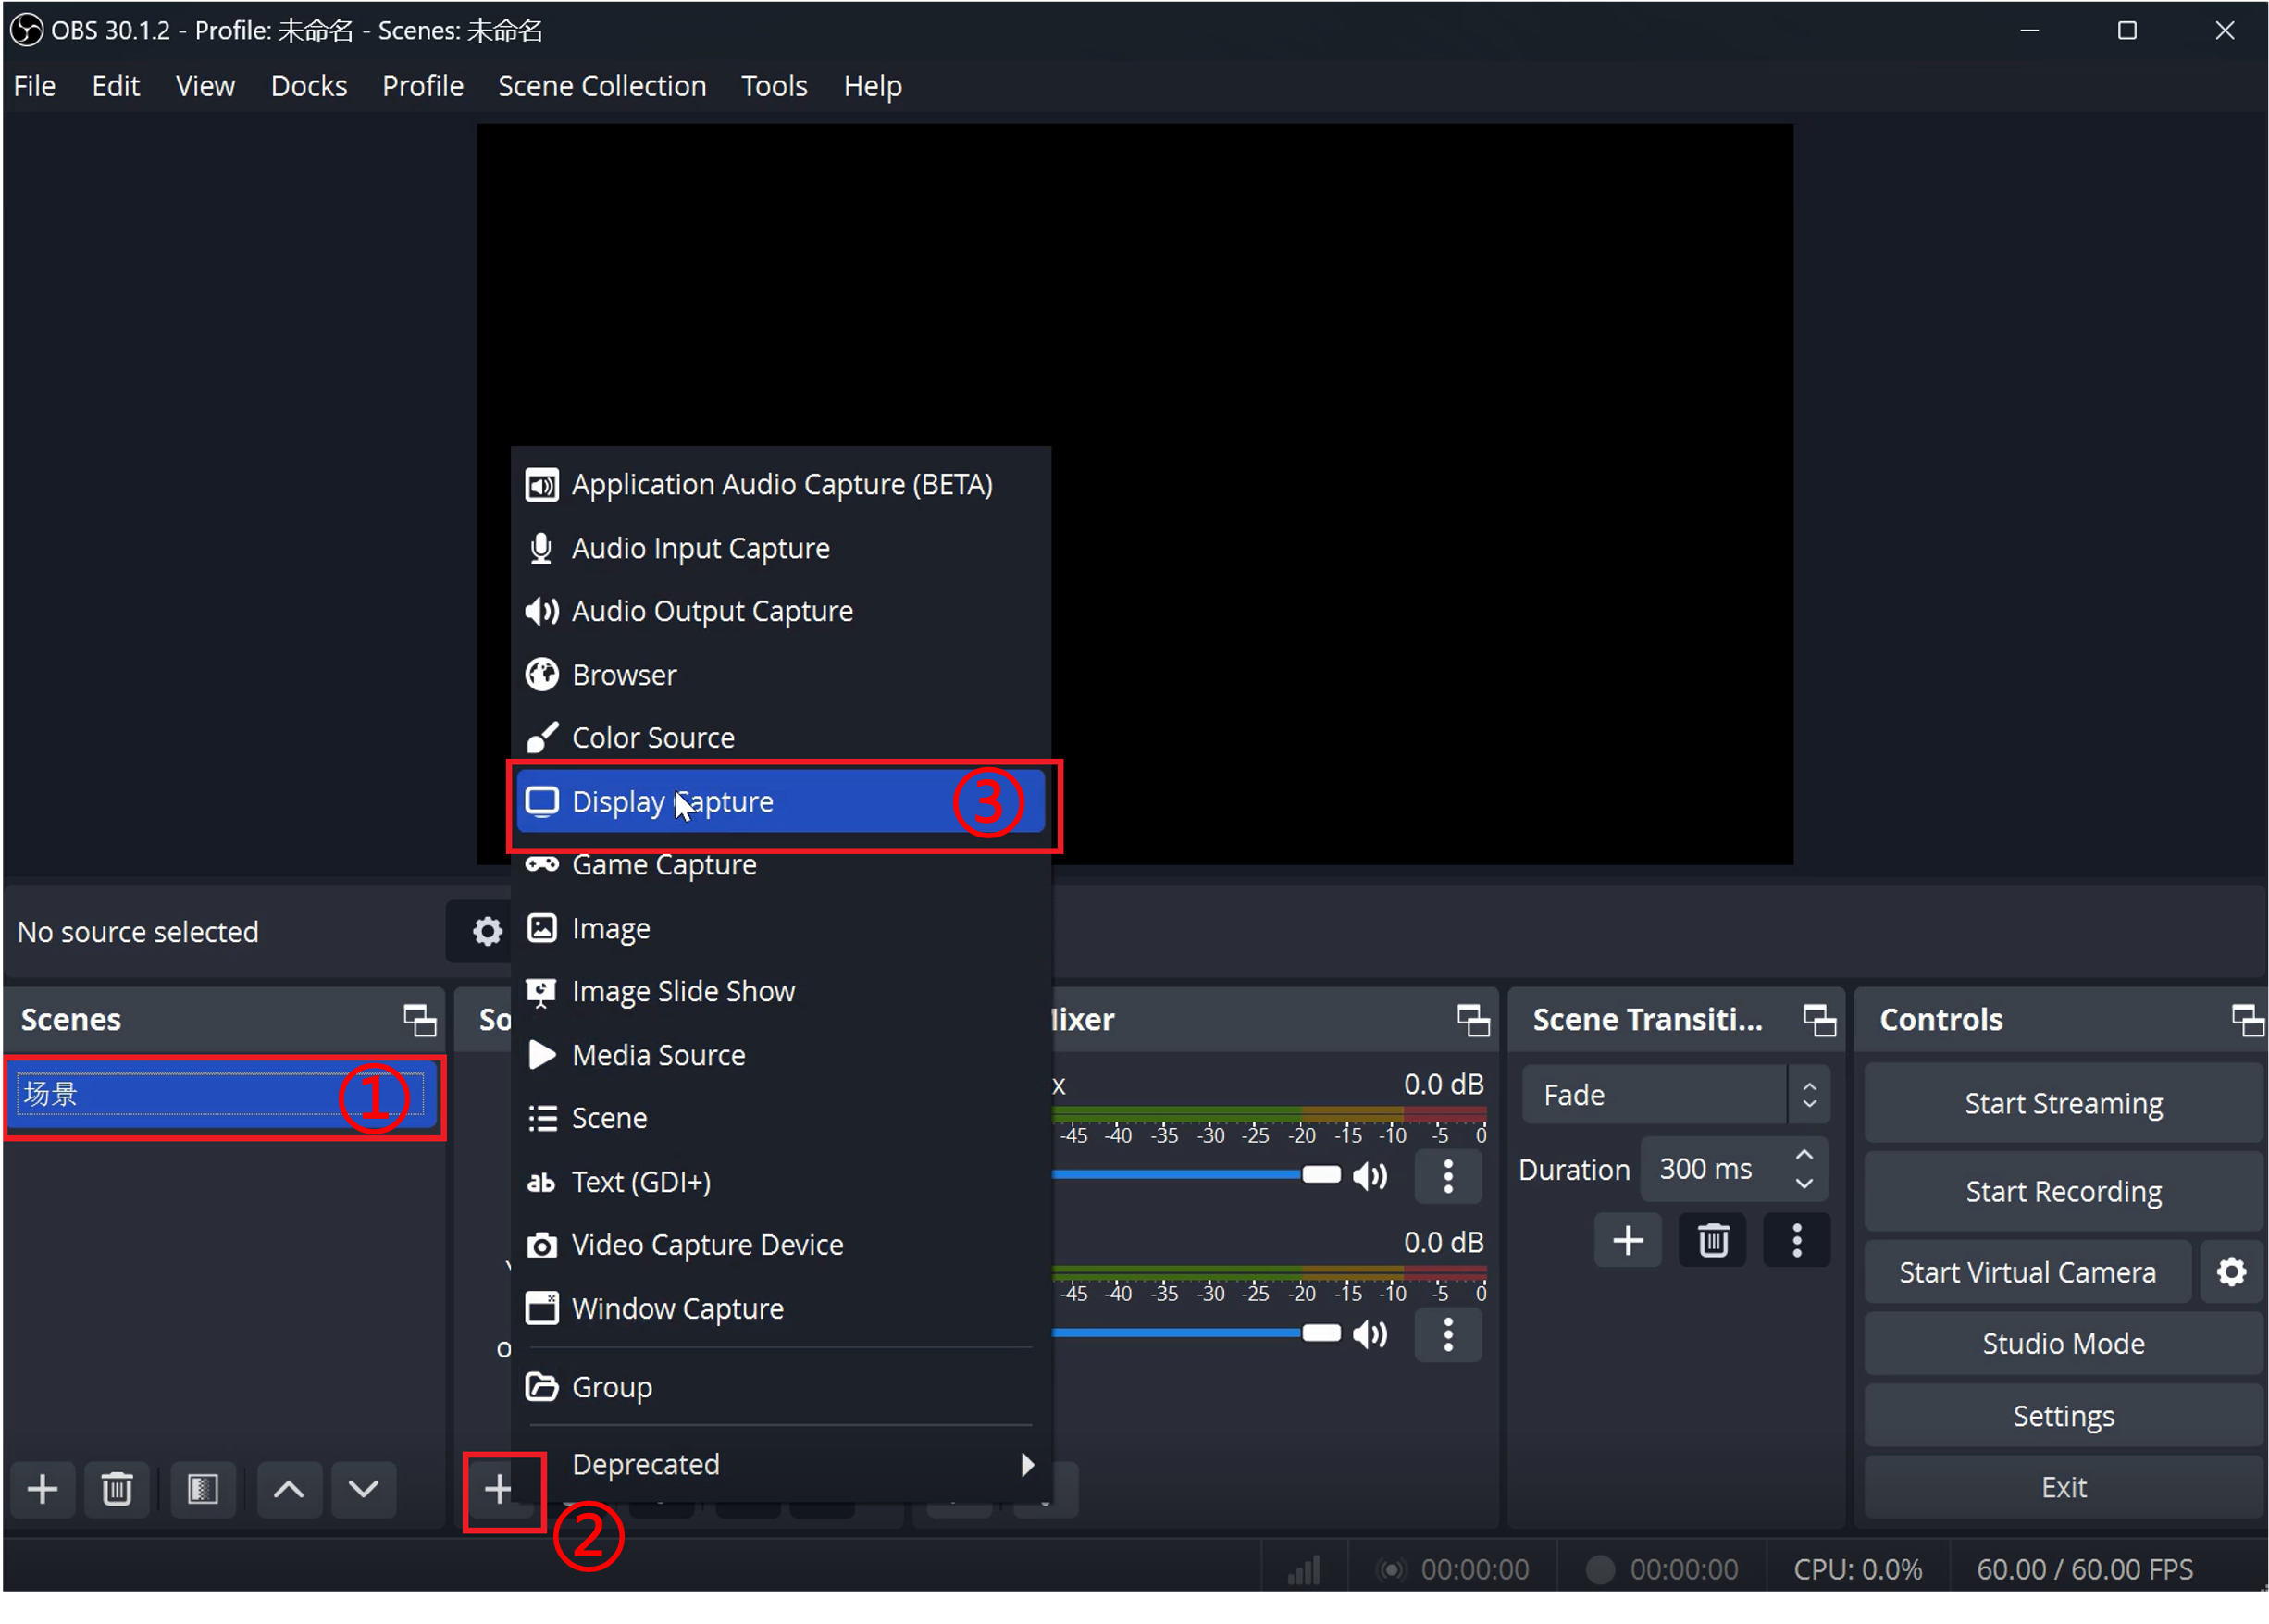 OBS 30.1.2 - Profile: 未命名 - Scenes: 未命名
File Edit View Docks Profile Scene Collection Tools Help
Application Audio Capture (BETA)
Audio Input Capture
Audio Output Capture
Browser
Color Source
Display Capture ③
Game Capture
Image
Image Slide Show
Media Source
Scene
ab Text (GDI+)
Video Capture Device
Window Capture
Group
Deprecated
No source selected
Scenes
场景 ①
So
②
lixer
x 0.0 dB
-45 -40 -35 -30 -25 -20 -15 -10 -5 0
0.0 dB
-45 -40 -35 -30 -25 -20 -15 -10 -5 0
Scene Transiti...
Fade
Duration 300 ms
Controls
Start Streaming
Start Recording
Start Virtual Camera
Studio Mode
Settings
Exit
00:00:00 00:00:00 CPU: 0.0% 60.00 / 60.00 FPS